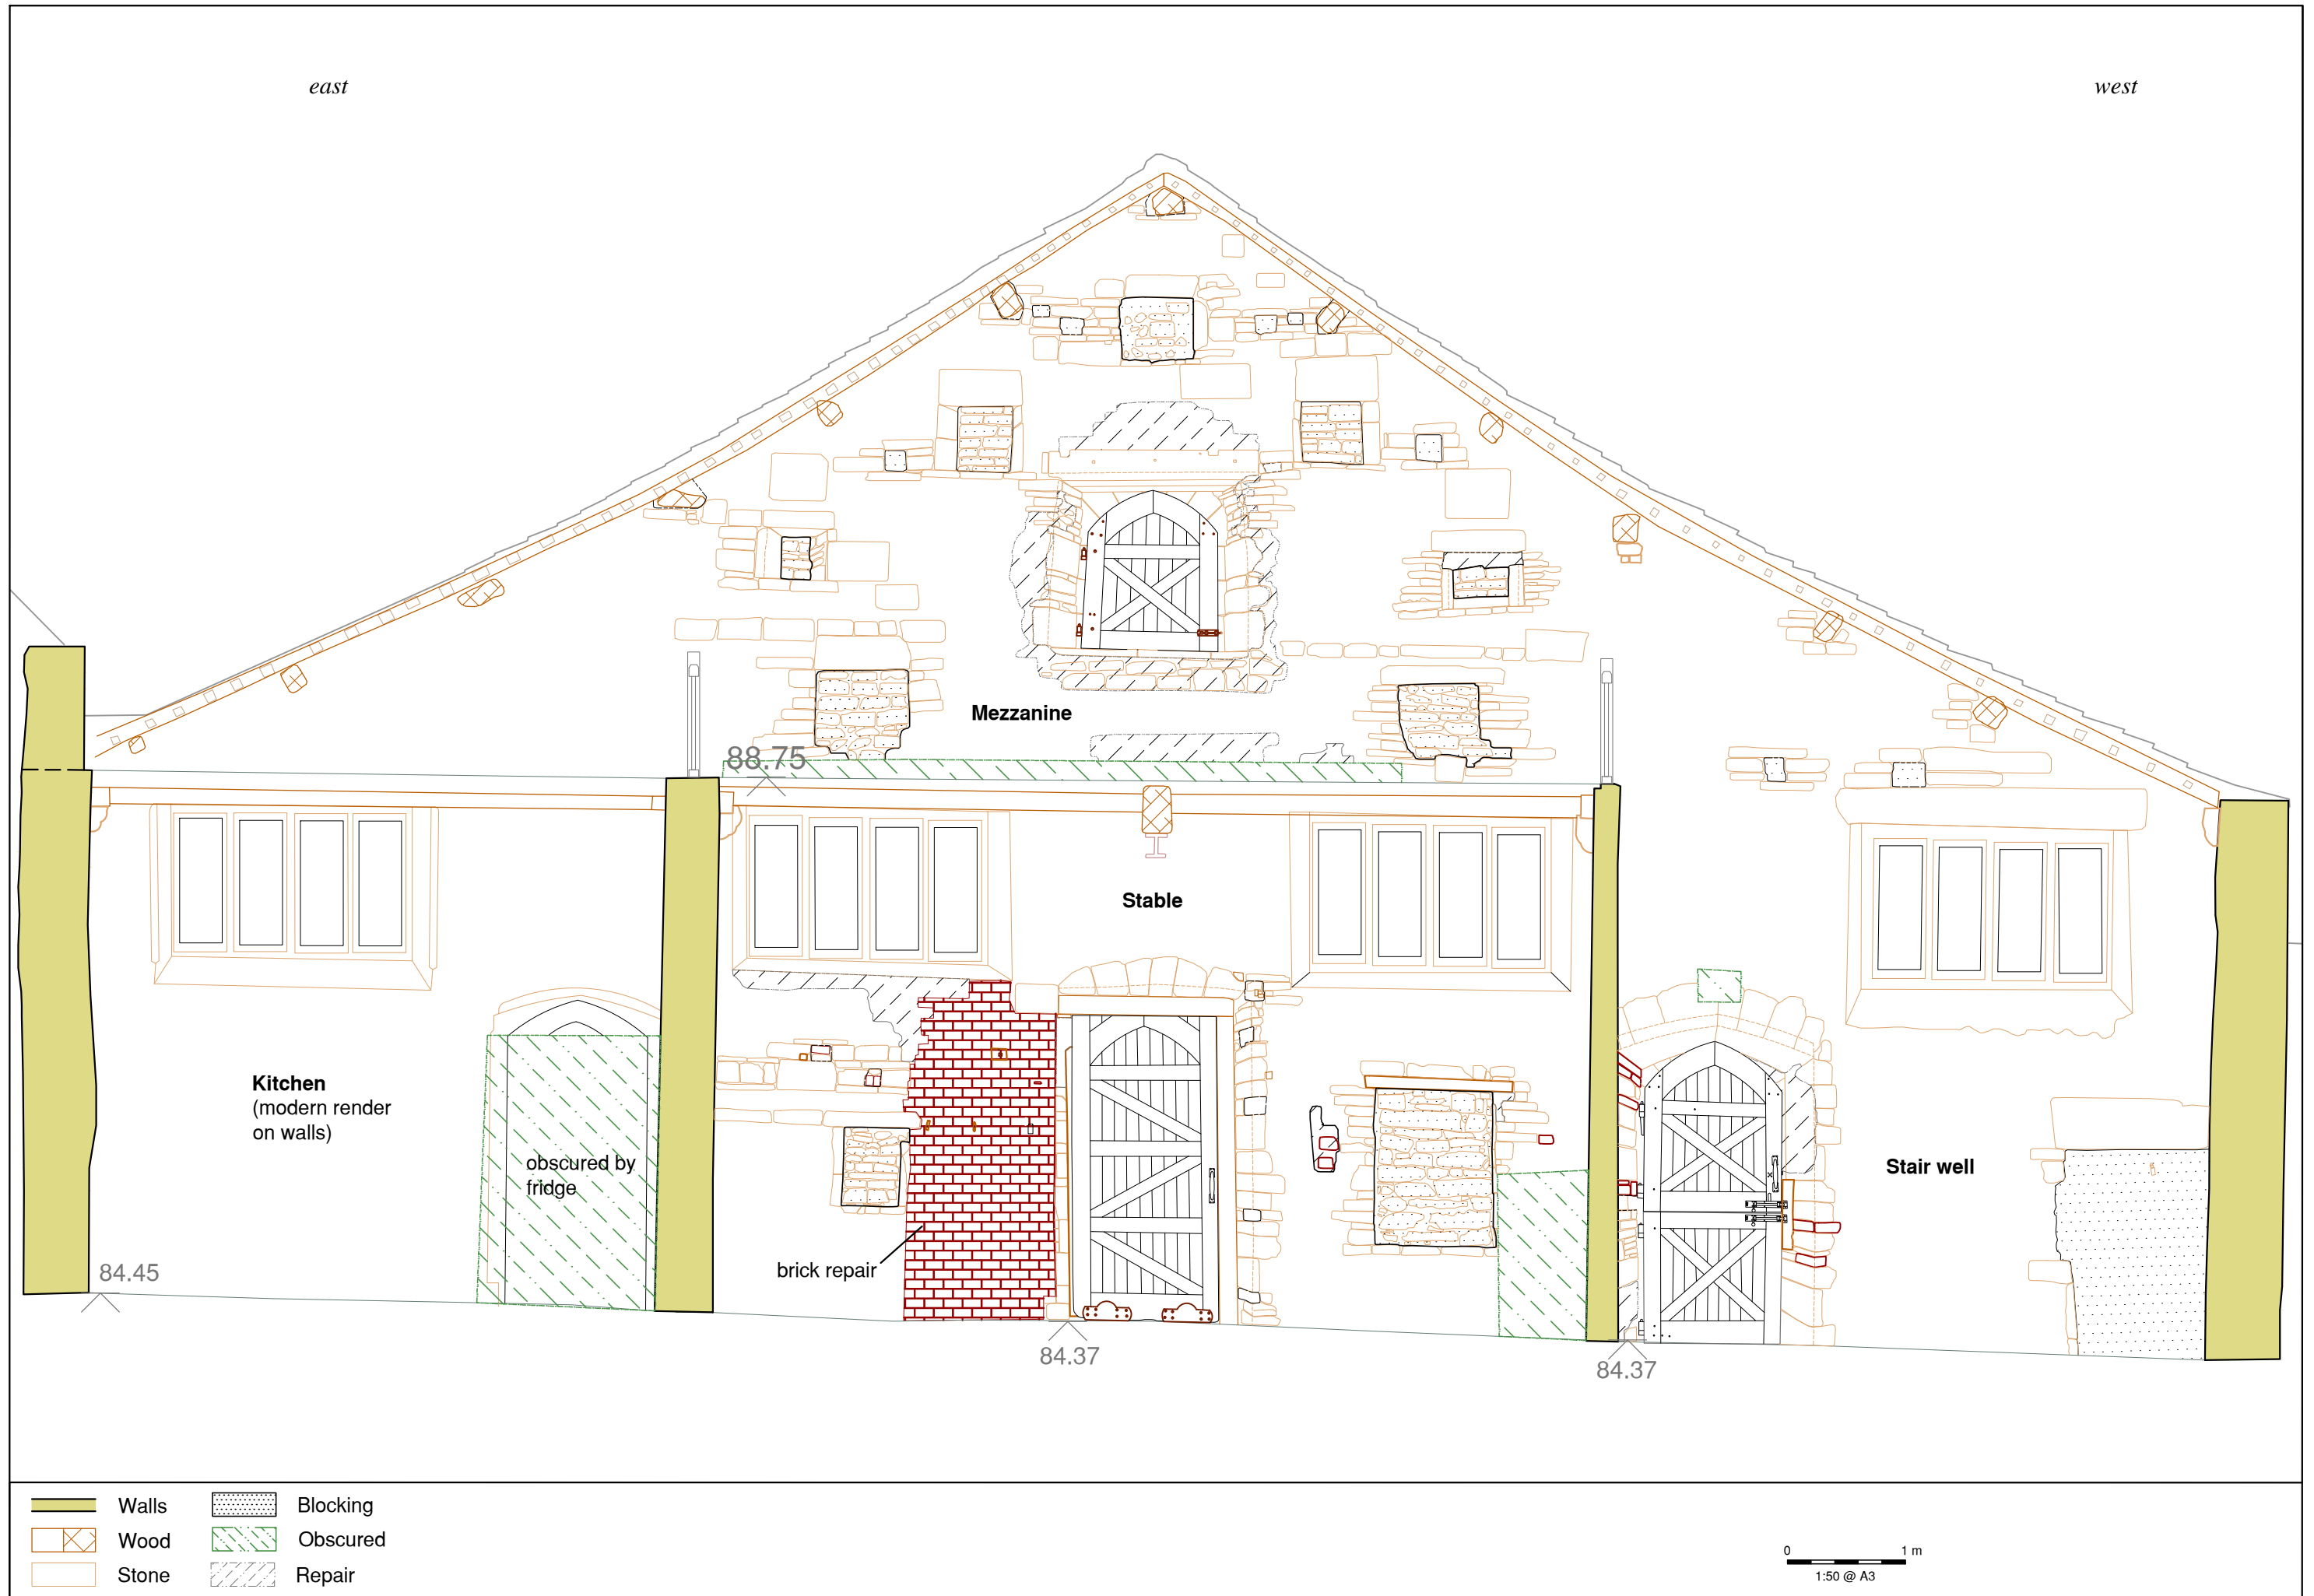 east
west
Mezzanine
88.75
Stable
Kitchen
(modern render
on walls)
obscured by
fridge
Stair well
brick repair
84.45
84.37
84.37
Walls
Blocking
Wood
Obscured
Stone
Repair
0 1 m
1:50 @ A3